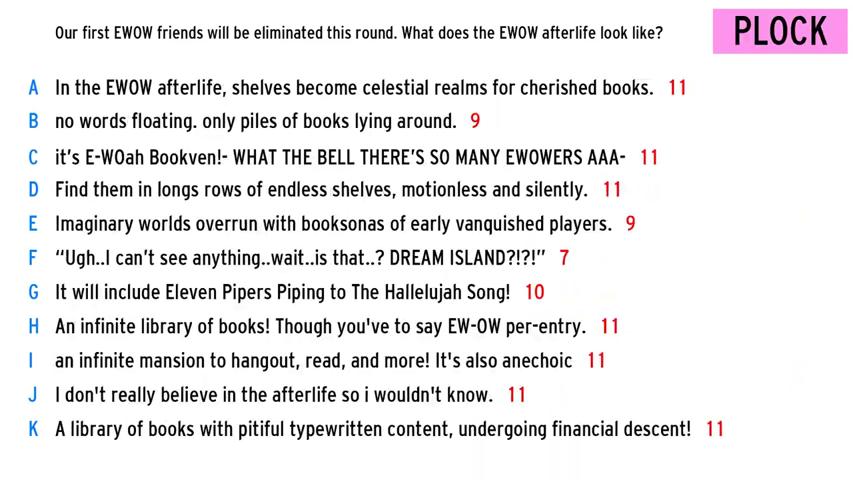 Our first EWOW friends will be eliminated this round. What does the EWOW afterlife look like?
PLOCK
A In the EWOW afterlife, shelves become celestial realms for cherished books. 11
B no words floating. only piles of books lying around. 9
C it's E-WOah Bookven!- WHAT THE BELL THERE'S SO MANY EWOWERS AAA- 11
D Find them in longs rows of endless shelves, motionless and silently. 11
E Imaginary worlds overrun with booksonas of early vanquished players. 9
F “Ugh..I can't see anything..wait..is that..? DREAM ISLAND?!?!” 7
G It will include Eleven Pipers Piping to The Hallelujah Song! 10
H An infinite library of books! Though you've to say EW-OW per-entry. 11
I an infinite mansion to hangout, read, and more! It's also anechoic 11
J I don't really believe in the afterlife so i wouldn't know. 11
K A library of books with pitiful typewritten content, undergoing financial descent! 11